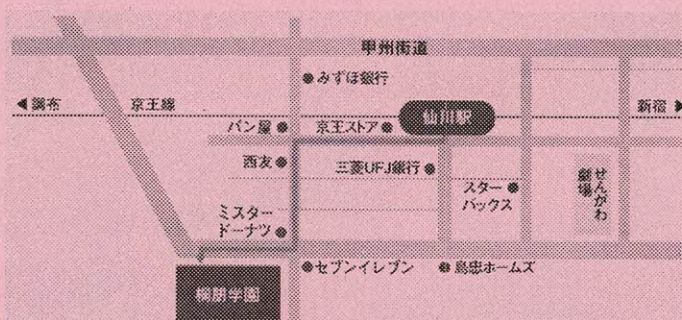 甲州街道
●みずほ銀行
◀調布
京王線
仙川駅
新宿▶
パン屋●
京王ストア●
西友●
三菱UFJ銀行●
スター
バックス●
せんがわ
劇場
ミスター
ドーナツ●
●セブンイレブン
●島忠ホームズ
桐朋学園